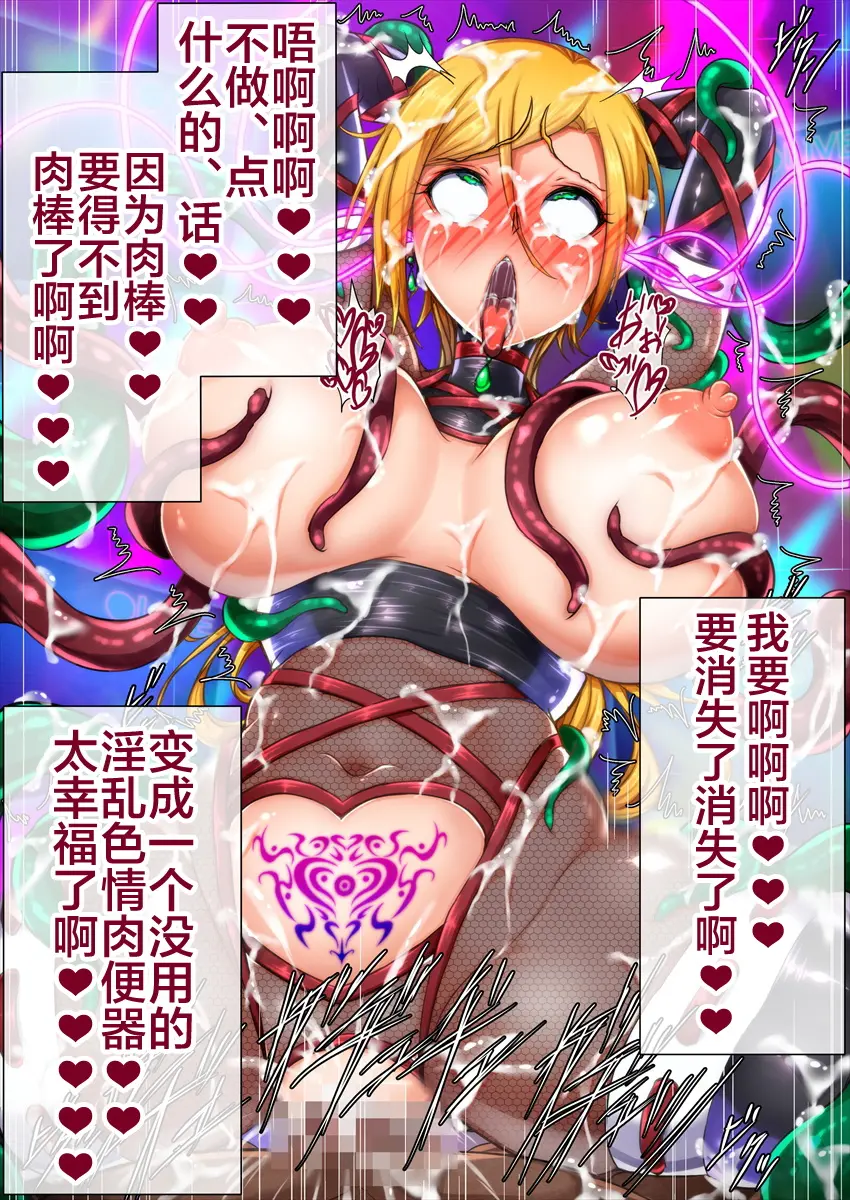 唔啊啊啊♥♥♥
不做、点
什么的、话♥♥
因为肉棒♥♥
要得不到
肉棒了啊啊♥♥♥
我要啊啊啊♥♥♥
要消失了消失了啊♥♥
变成一个没用的
淫乱色情肉便器♥♥
太幸福了啊♥♥♥♥♥